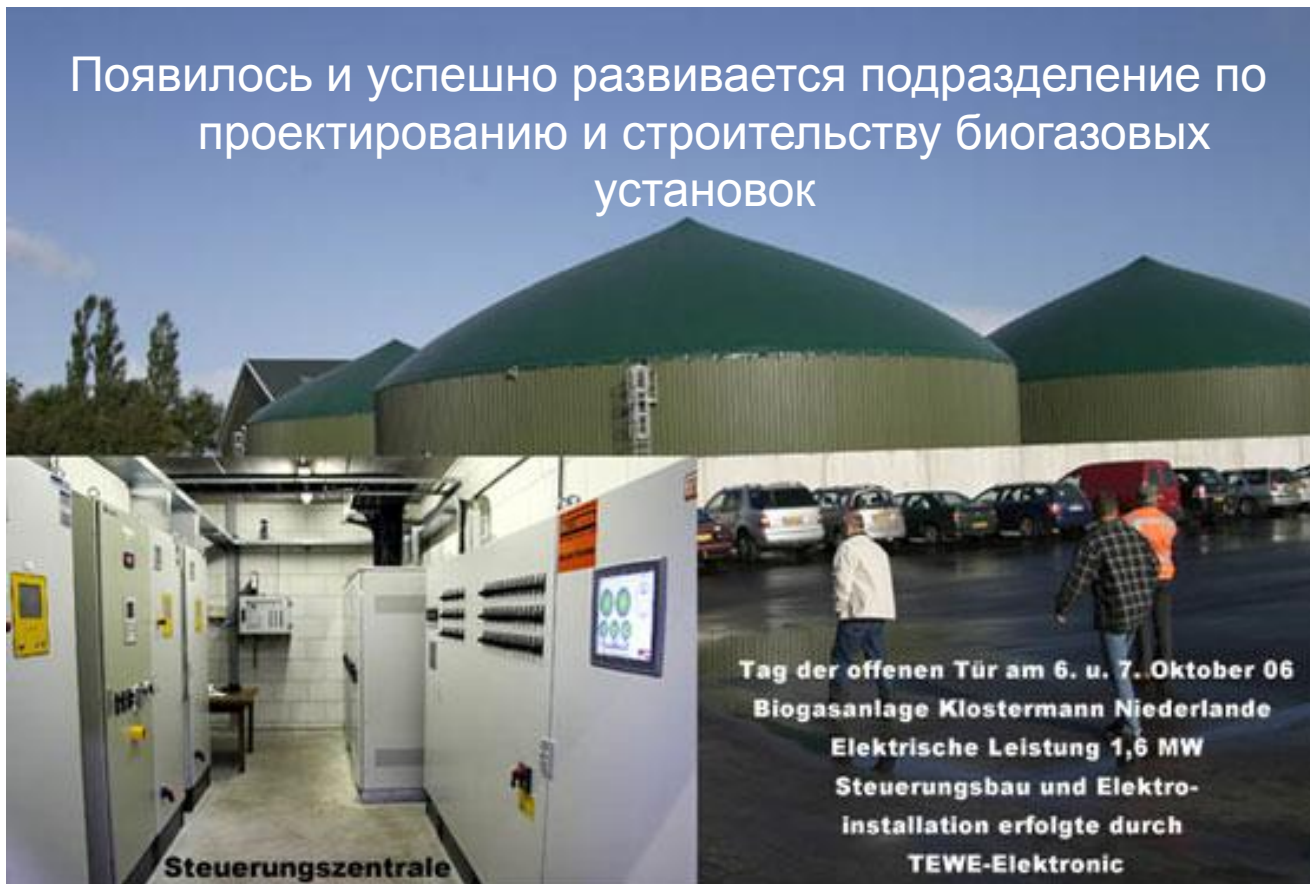 Появилось и успешно развивается подразделение по
проектированию и строительству биогазовых
установок
Steuerungszentrale
Tag der offenen Tür am 6. u. 7. Oktober 06
Biogasanlage Klostermann Niederlande
Elektrische Leistung 1,6 MW
Steuerungsbau und Elektro-
installation erfolgte durch
TEWE-Elektronic